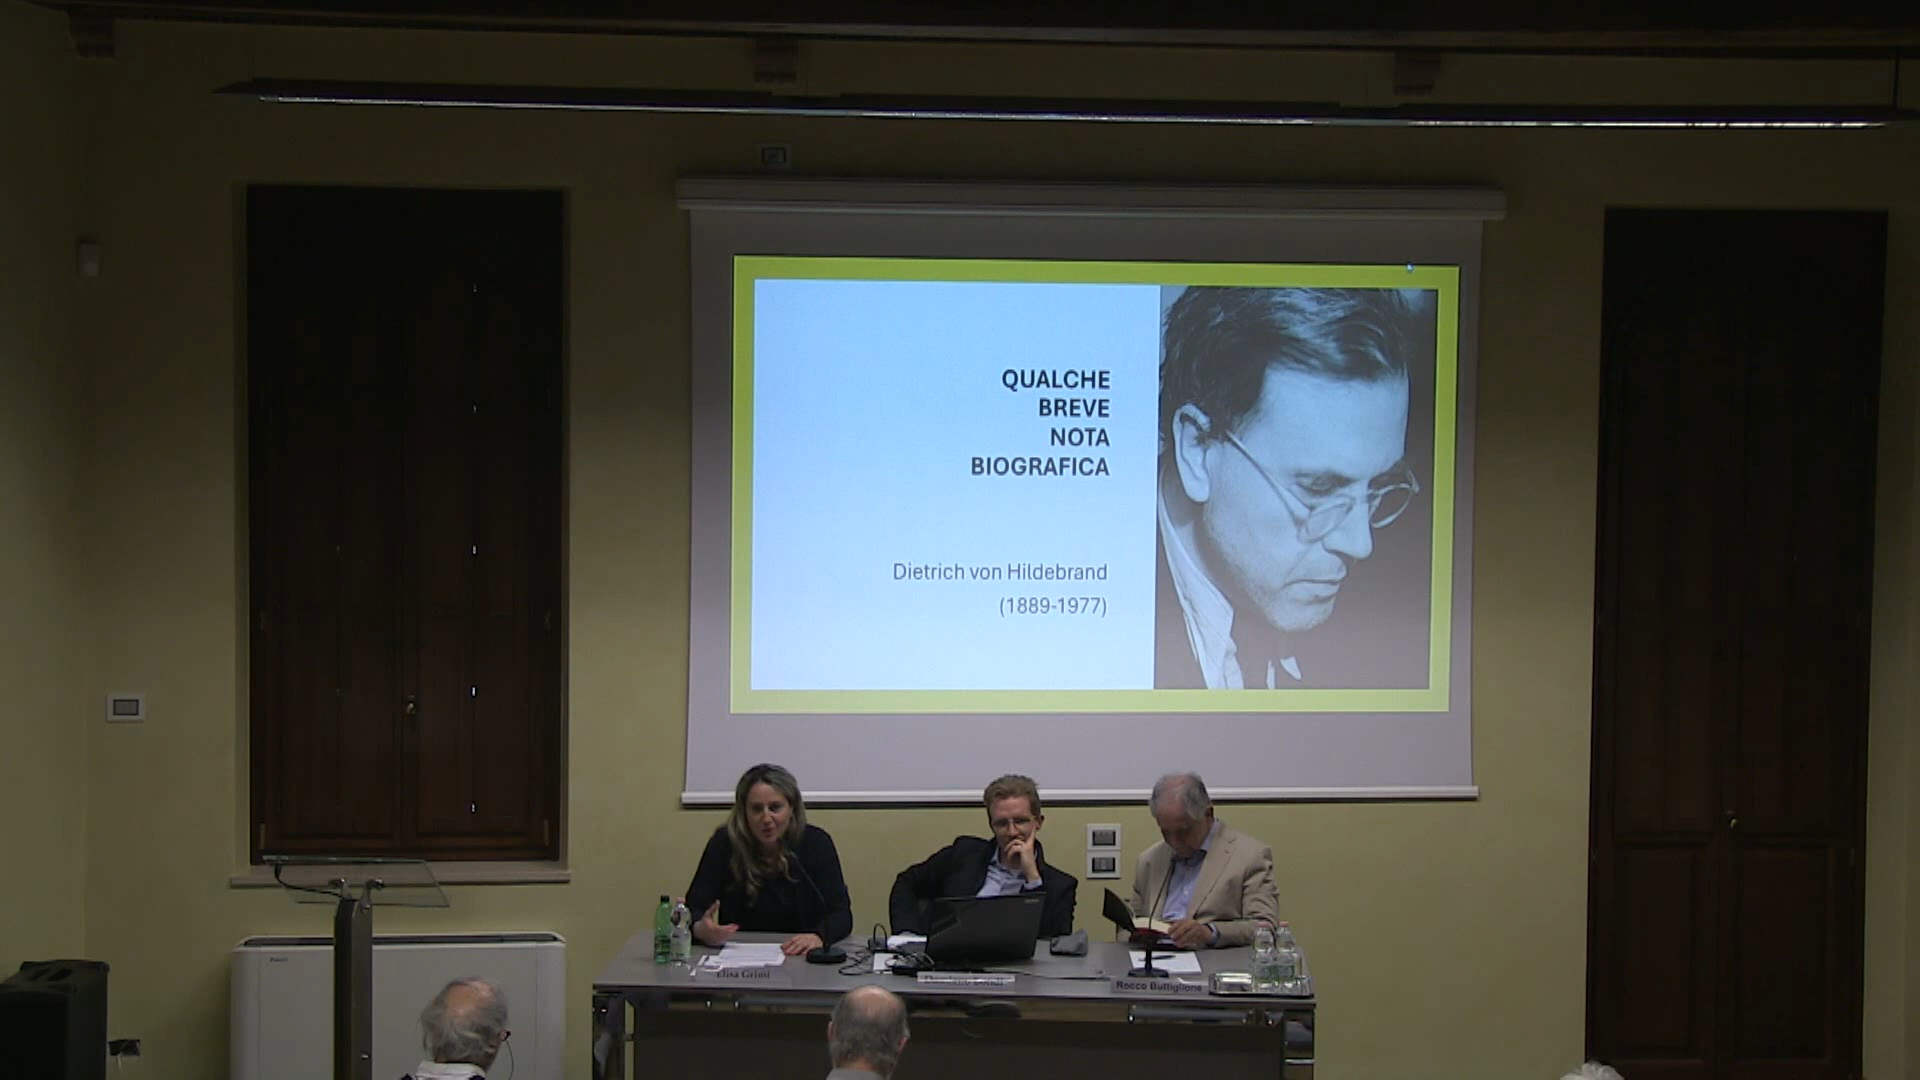 QUALCHE
BREVE
NOTA
BIOGRAFICA
Dietrich von Hildebrand
(1889-1977)
Elisa Grimi
Rocco Buttiglione